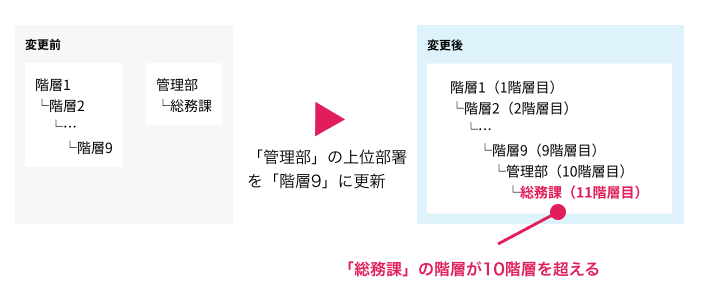 変更前
階層1
└階層2
└…
└階層9
管理部
└総務課
「管理部」の上位部署
を「階層9」に更新
変更後
階層1（1階層目）
└階層2（2階層目）
└…
└階層9（9階層目）
└管理部（10階層目）
└総務課（11階層目）
「総務課」の階層が10階層を超える